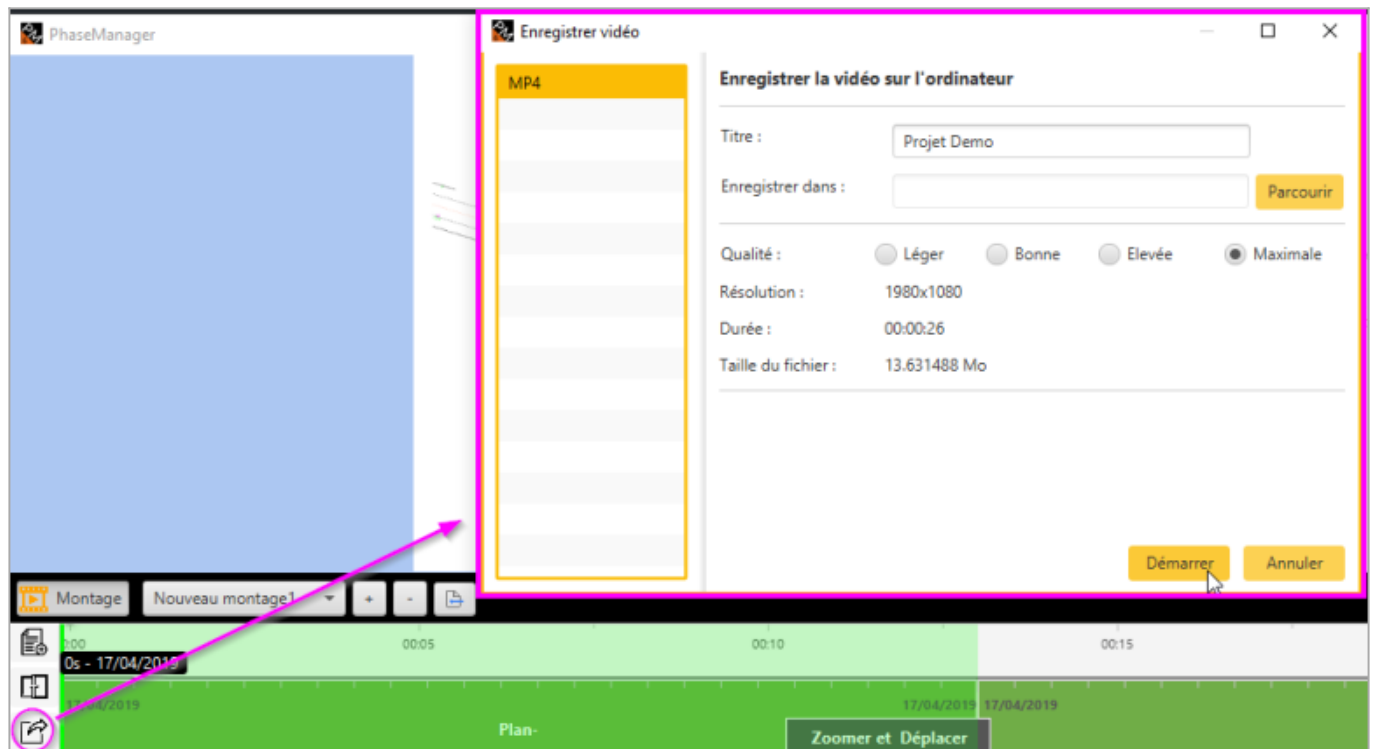 PhaseManager
Enregistrer vidéo
MP4
Enregistrer la vidéo sur l'ordinateur
Titre :
Projet Demo
Enregistrer dans :
Parcourir
Qualité :
Léger
Bonne
Elevée
Maximale
Résolution :
1980x1080
Durée :
00:00:26
Taille du fichier :
13.631488 Mo
Démarrer
Annuler
Montage
Nouveau montage1
+
-
00:05
00:10
00:15
0s - 17/04/2019
17/04/2019
17/04/2019
17/04/2019
Plan-
Zoomer et Déplacer